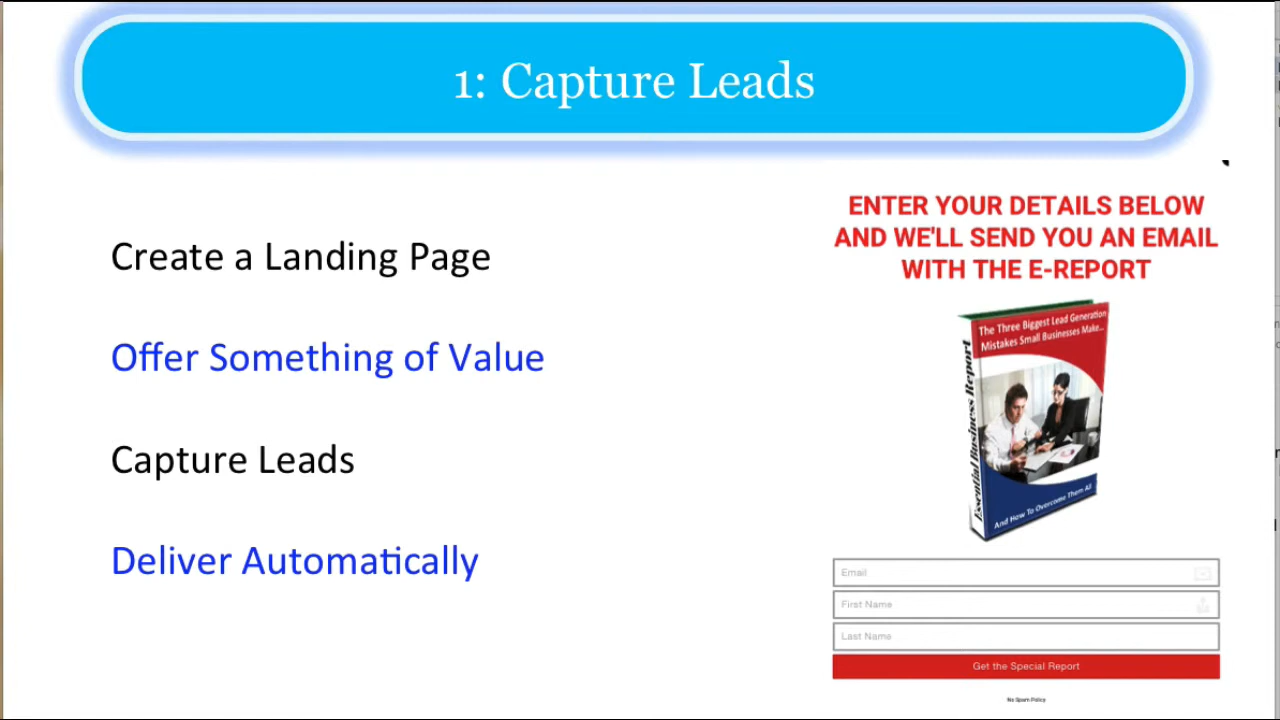 1: Capture Leads
Create a Landing Page
Offer Something of Value
Capture Leads
Deliver Automatically
ENTER YOUR DETAILS BELOW
AND WE'LL SEND YOU AN EMAIL
WITH THE E-REPORT
The Three Biggest Lead Generation
Mistakes Small Businesses Make...
Essential Business Report
And How To Overcome Them All
Email
First Name
Last Name
Get the Special Report
No Spam Policy